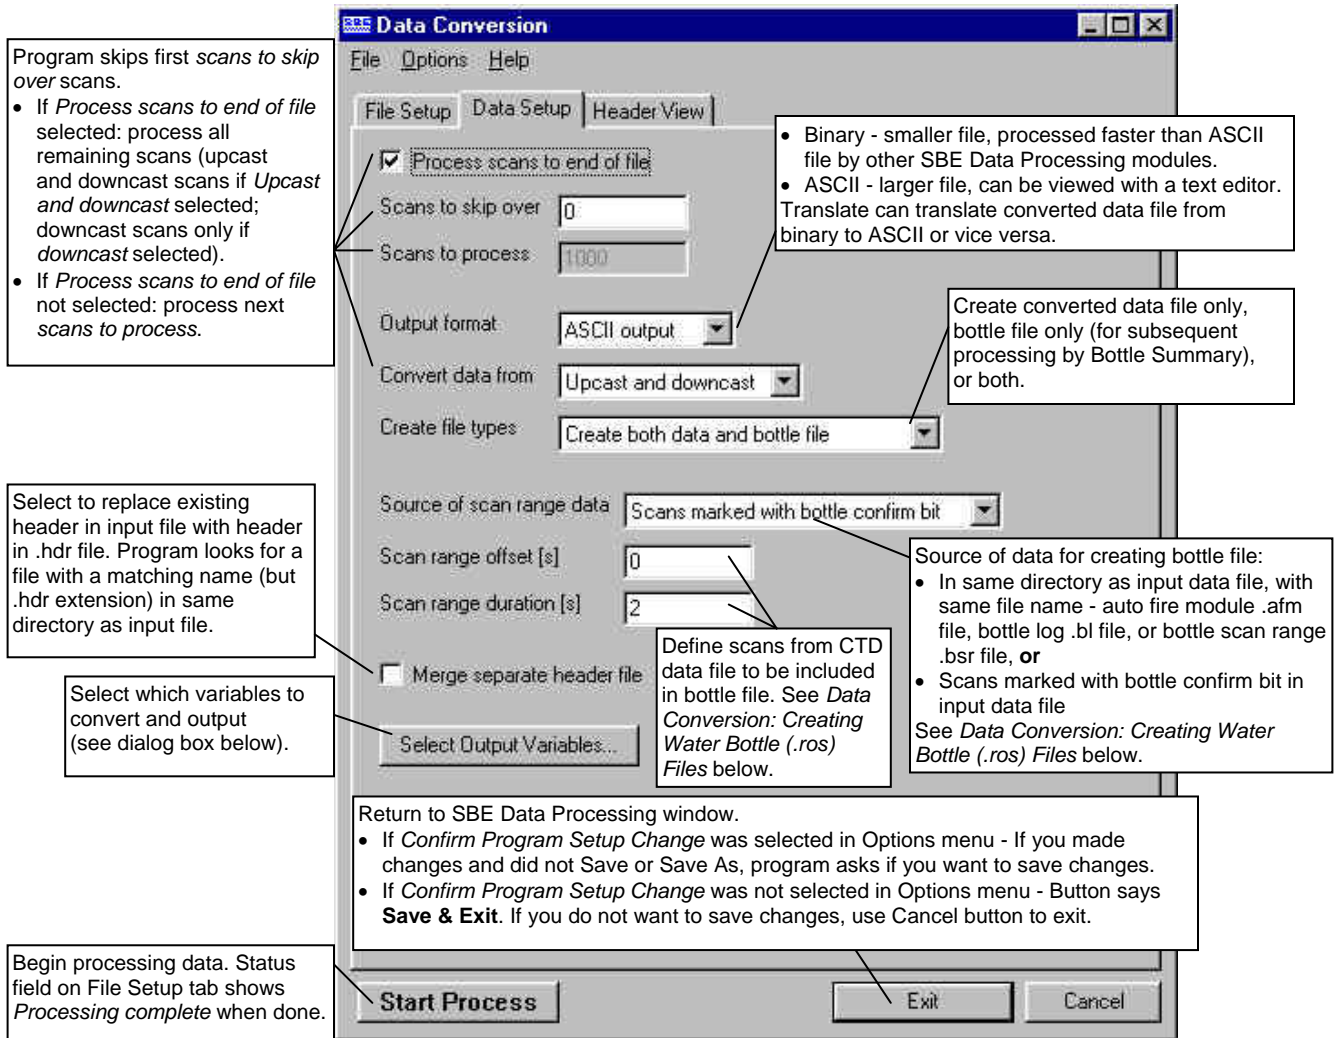 SBE Data Conversion
File Options Help
File Setup Data Setup Header View
Program skips first scans to skip
over scans.
• If Process scans to end of file
selected: process all
remaining scans (upcast
and downcast scans if Upcast
and downcast selected;
downcast scans only if
downcast selected).
• If Process scans to end of file
not selected: process next
scans to process.
Process scans to end of file
Scans to skip over 0
Scans to process 1000
• Binary - smaller file, processed faster than ASCII
file by other SBE Data Processing modules.
• ASCII - larger file, can be viewed with a text editor.
Translate can translate converted data file from
binary to ASCII or vice versa.
Output format ASCII output
Convert data from Upcast and downcast
Create file types Create both data and bottle file
Create converted data file only,
bottle file only (for subsequent
processing by Bottle Summary),
or both.
Select to replace existing
header in input file with header
in .hdr file. Program looks for a
file with a matching name (but
.hdr extension) in same
directory as input file.
Source of scan range data Scans marked with bottle confirm bit
Scan range offset [s] 0
Scan range duration [s] 2
Source of data for creating bottle file:
• In same directory as input data file, with
same file name - auto fire module .afm
file, bottle log .bl file, or bottle scan range
.bsr file, or
• Scans marked with bottle confirm bit in
input data file
See Data Conversion: Creating Water
Bottle (.ros) Files below.
Define scans from CTD
data file to be included
in bottle file. See Data
Conversion: Creating
Water Bottle (.ros)
Files below.
Merge separate header file
Select which variables to
convert and output
(see dialog box below).
Select Output Variables...
Return to SBE Data Processing window.
• If Confirm Program Setup Change was selected in Options menu - If you made
changes and did not Save or Save As, program asks if you want to save changes.
• If Confirm Program Setup Change was not selected in Options menu - Button says
Save & Exit. If you do not want to save changes, use Cancel button to exit.
Begin processing data. Status
field on File Setup tab shows
Processing complete when done.
Start Process Exit Cancel